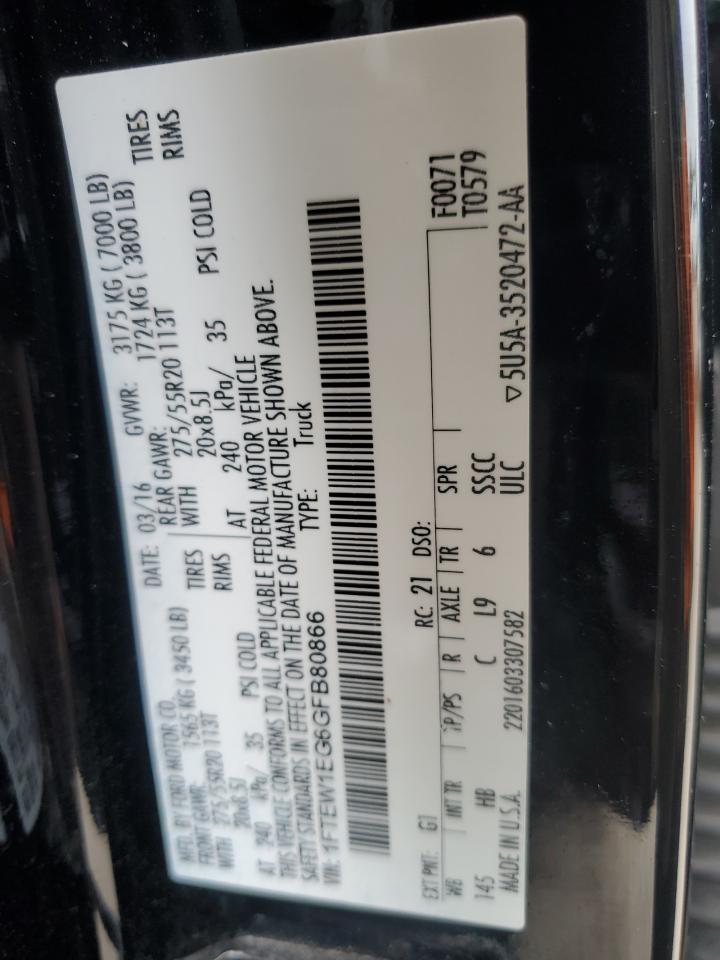 MFD. BY FORD MOTOR CO. DATE: 03/16 GVWR: 3175 KG ( 7000 LB)
FRONT GAWR: 1565 KG ( 3450 LB) REAR GAWR: 1724 KG ( 3800 LB)
WITH 275/55R20 113T TIRES WITH 275/55R20 113T TIRES
20x8.5J RIMS 20x8.5J RIMS
AT 240 kPa/ 35 PSI COLD AT 240 kPa/ 35 PSI COLD
THIS VEHICLE CONFORMS TO ALL APPLICABLE FEDERAL MOTOR VEHICLE
SAFETY STANDARDS IN EFFECT ON THE DATE OF MANUFACTURE SHOWN ABOVE.
VIN: 1FTEW1EG6GFB80866 TYPE: Truck
EXT PNT: G1 RC: 21 DSO: F0071
WB INT TR TP/PS R AXLE TR SPR T0579
145 HB C L9 6 SSCC
MADE IN U.S.A. 2201603307582 ULC ▽5U5A-3520472-AA